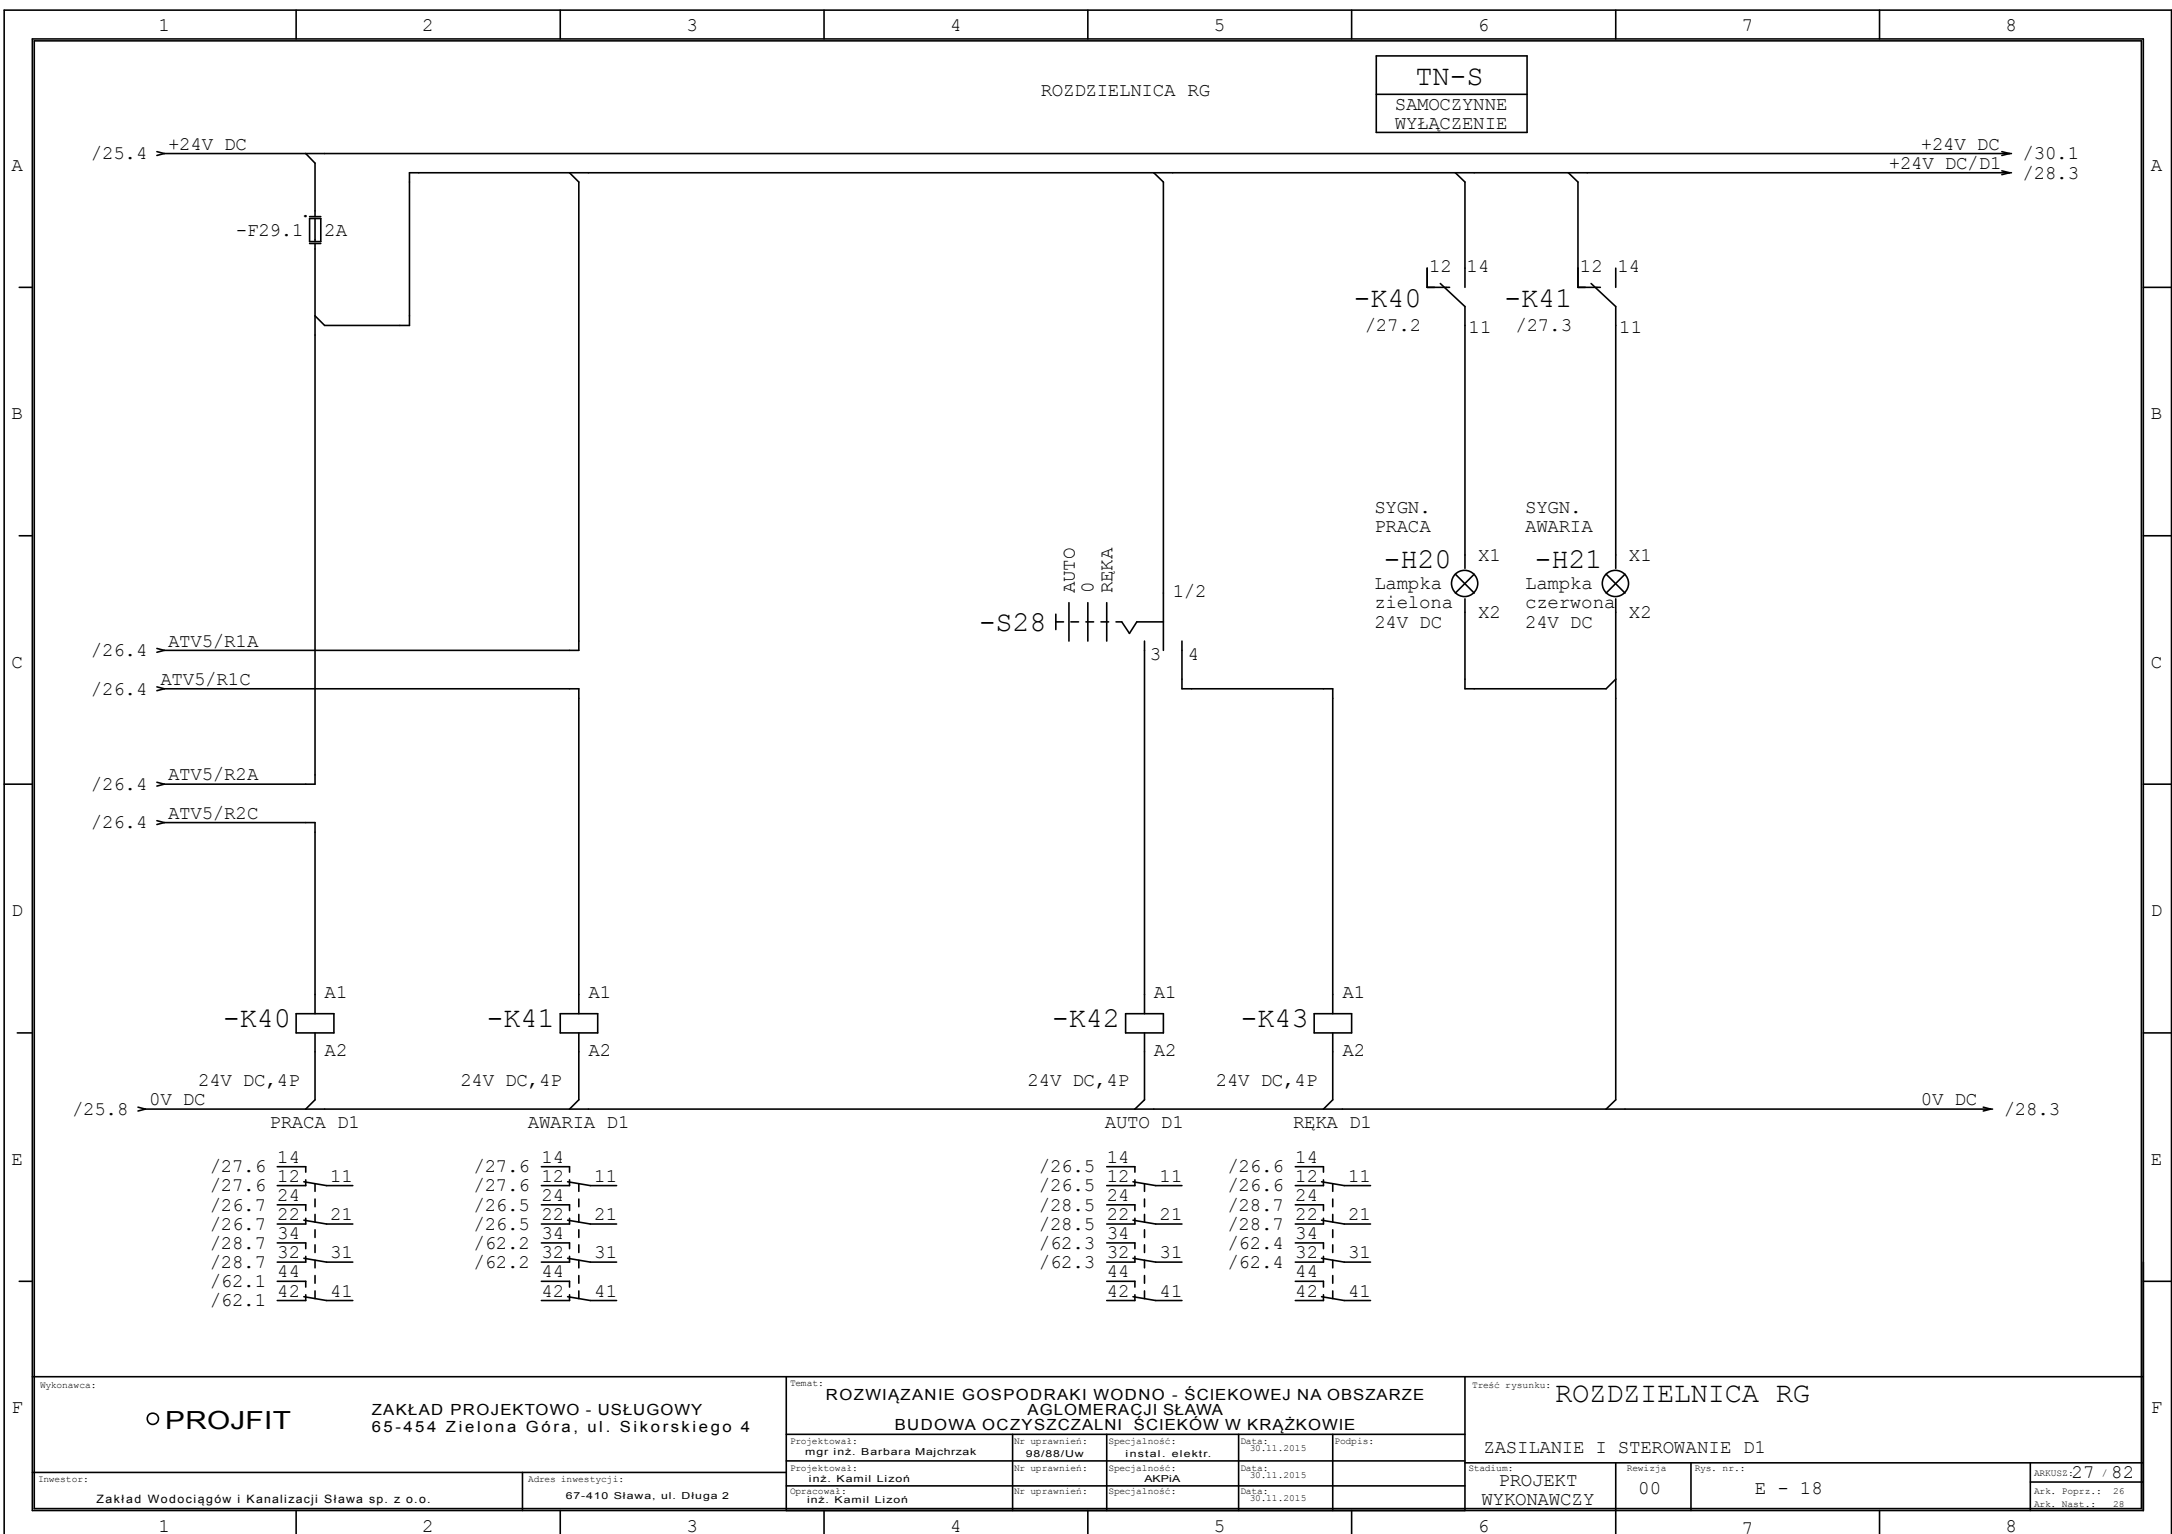 1 2 3 4 5 6 7 8
ROZDZIELNICA RG
TN-S
SAMOCZYNNE
WYŁĄCZENIE
A
A
/25.4
+24V DC
+24V DC
/30.1
+24V DC/D1
/28.3
-F29.1
2A
12 14
-K40
/27.2
11
12 14
-K41
/27.3
11
B
B
SYGN.
PRACA
-H20
X1
Lampka
zielona
24V DC
X2
SYGN.
AWARIA
-H21
X1
Lampka
czerwona
24V DC
X2
AUTO
0
RĘKA
1/2
-S28
3
4
C
C
/26.4
ATV5/R1A
/26.4
ATV5/R1C
/26.4
ATV5/R2A
/26.4
ATV5/R2C
D
D
A1
-K40
A2
24V DC,4P
A1
-K41
A2
24V DC,4P
A1
-K42
A2
24V DC,4P
A1
-K43
A2
24V DC,4P
/25.8
0V DC
0V DC
/28.3
PRACA D1
AWARIA D1
AUTO D1
RĘKA D1
E
E
/27.6 14
/27.6 12 11
/26.7 24
/26.7 22 21
/28.7 34
/28.7 32 31
/62.1 44
/62.1 42 41
/27.6 14
/27.6 12 11
/26.5 24
/26.5 22 21
/62.2 34
/62.2 32 31
44
42 41
/26.5 14
/26.5 12 11
/28.5 24
/28.5 22 21
/62.3 34
/62.3 32 31
44
42 41
/26.6 14
/26.6 12 11
/28.7 24
/28.7 22 21
/62.4 34
/62.4 32 31
44
42 41
F
F
Wykonawca:
PROJFIT
ZAKŁAD PROJEKTOWO - USŁUGOWY
65-454 Zielona Góra, ul. Sikorskiego 4
Inwestor:
Zakład Wodociągów i Kanalizacji Sława sp. z o.o.
Adres inwestycji:
67-410 Sława, ul. Długa 2
Temat:
ROZWIĄZANIE GOSPODRAKI WODNO - ŚCIEKOWEJ NA OBSZARZE
AGLOMERACJI SŁAWA
BUDOWA OCZYSZCZALNI ŚCIEKÓW W KRĄŻKOWIE
Projektował:
mgr inż. Barbara Majchrzak
Nr uprawnień:
98/88/Uw
Specjalność:
instal. elektr.
Data:
30.11.2015
Podpis:
Projektował:
inż. Kamil Lizoń
Nr uprawnień:
Specjalność:
AKPiA
Data:
30.11.2015
Opracował:
inż. Kamil Lizoń
Nr uprawnień:
Specjalność:
Data:
30.11.2015
Treść rysunku:
ROZDZIELNICA RG
ZASILANIE I STEROWANIE D1
Stadium:
PROJEKT
WYKONAWCZY
Rewizja
00
Rys. nr.:
E - 18
ARKUSZ: 27 / 82
Ark. Poprz.: 26
Ark. Nast.: 28
1 2 3 4 5 6 7 8